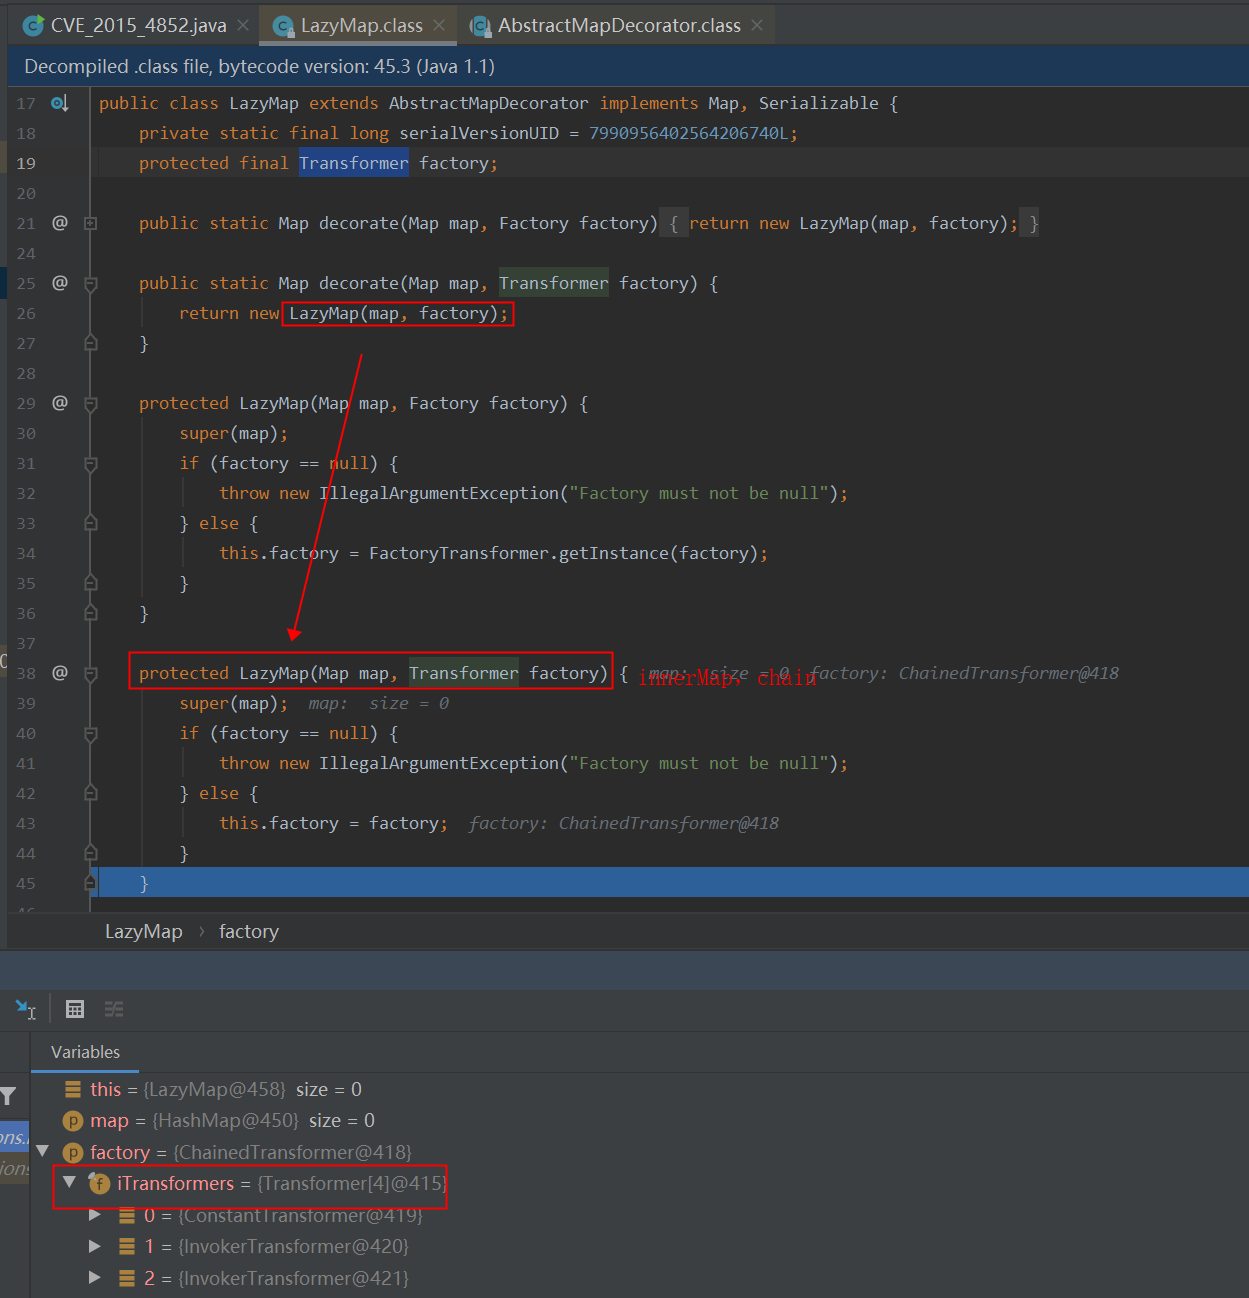 CVE_2015_4852.java LazyMap.class AbstractMapDecorator.class
Decompiled .class file, bytecode version: 45.3 (Java 1.1)
17 public class LazyMap extends AbstractMapDecorator implements Map, Serializable {
18 private static final long serialVersionUID = 7990956402564206740L;
19 protected final Transformer factory;
20
21 @ public static Map decorate(Map map, Factory factory) { return new LazyMap(map, factory); }
24
25 @ public static Map decorate(Map map, Transformer factory) {
26 return new LazyMap(map, factory);
27 }
28
29 @ protected LazyMap(Map map, Factory factory) {
30 super(map);
31 if (factory == null) {
32 throw new IllegalArgumentException("Factory must not be null");
33 } else {
34 this.factory = FactoryTransformer.getInstance(factory);
35 }
36 }
37
38 @ protected LazyMap(Map map, Transformer factory) { map: size = 0 factory: ChainedTransformer@418
innerMap, chain
39 super(map); map: size = 0
40 if (factory == null) {
41 throw new IllegalArgumentException("Factory must not be null");
42 } else {
43 this.factory = factory; factory: ChainedTransformer@418
44 }
45 }
LazyMap › factory
Variables
this = {LazyMap@458} size = 0
map = {HashMap@450} size = 0
factory = {ChainedTransformer@418}
iTransformers = {Transformer[4]@415}
0 = {ConstantTransformer@419}
1 = {InvokerTransformer@420}
2 = {InvokerTransformer@421}